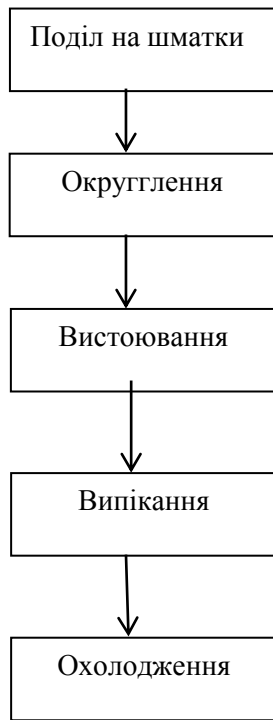 Поділ на шматки
Округглення
Вистоювання
Випікання
Охолодження